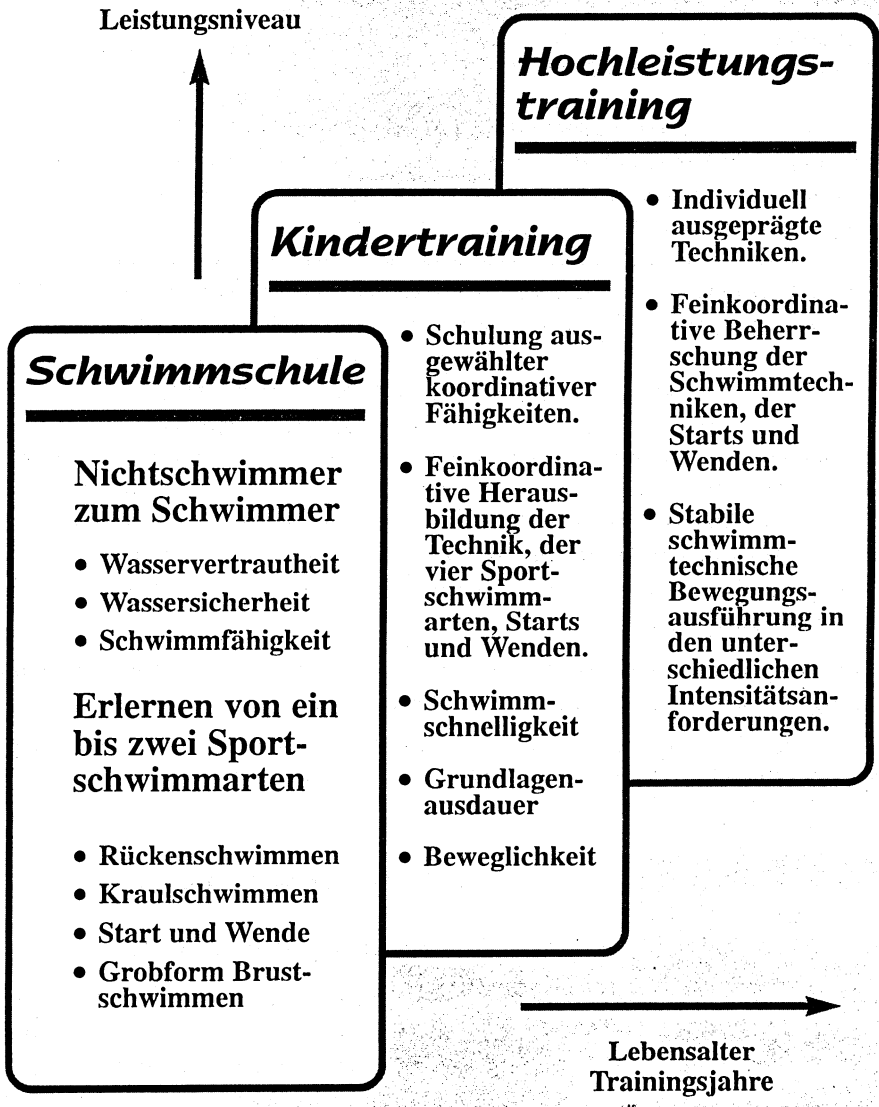 Leistungsniveau
Hochleistungs-
training
• Individuell
ausgeprägte
Techniken.
• Feinkoordina-
tive Beherr-
schung der
Schwimmtech-
niken, der
Starts und
Wenden.
• Stabile
schwimm-
technische
Bewegungs-
ausführung in
den unter-
schiedlichen
Intensitätsan-
forderungen.
Kindertraining
• Schulung aus-
gewählter
koordinativer
Fähigkeiten.
• Feinkoordina-
tive Heraus-
bildung der
Technik, der
vier Sport-
schwimm-
arten, Starts
und Wenden.
• Schwimm-
schnelligkeit
• Grundlagen-
ausdauer
• Beweglichkeit
Schwimmschule
Nichtschwimmer
zum Schwimmer
• Wasservertrautheit
• Wassersicherheit
• Schwimmfähigkeit
Erlernen von ein
bis zwei Sport-
schwimmarten
• Rückenschwimmen
• Kraulschwimmen
• Start und Wende
• Grobform Brust-
schwimmen
Lebensalter
Trainingsjahre